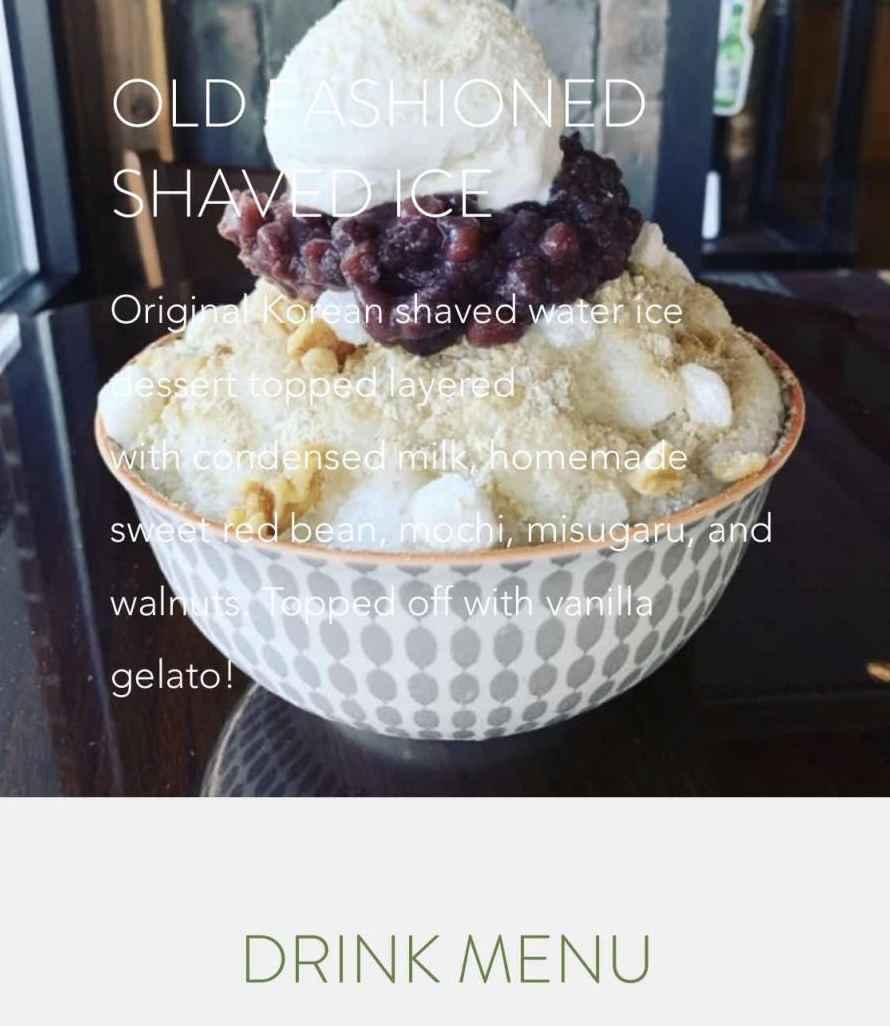 OLD FASHIONED
SHAVED ICE
Original Korean shaved water ice
dessert topped layered
with condensed milk, homemade
sweet red bean, mochi, misugaru, and
walnuts. Topped off with vanilla
gelato!
DRINK MENU